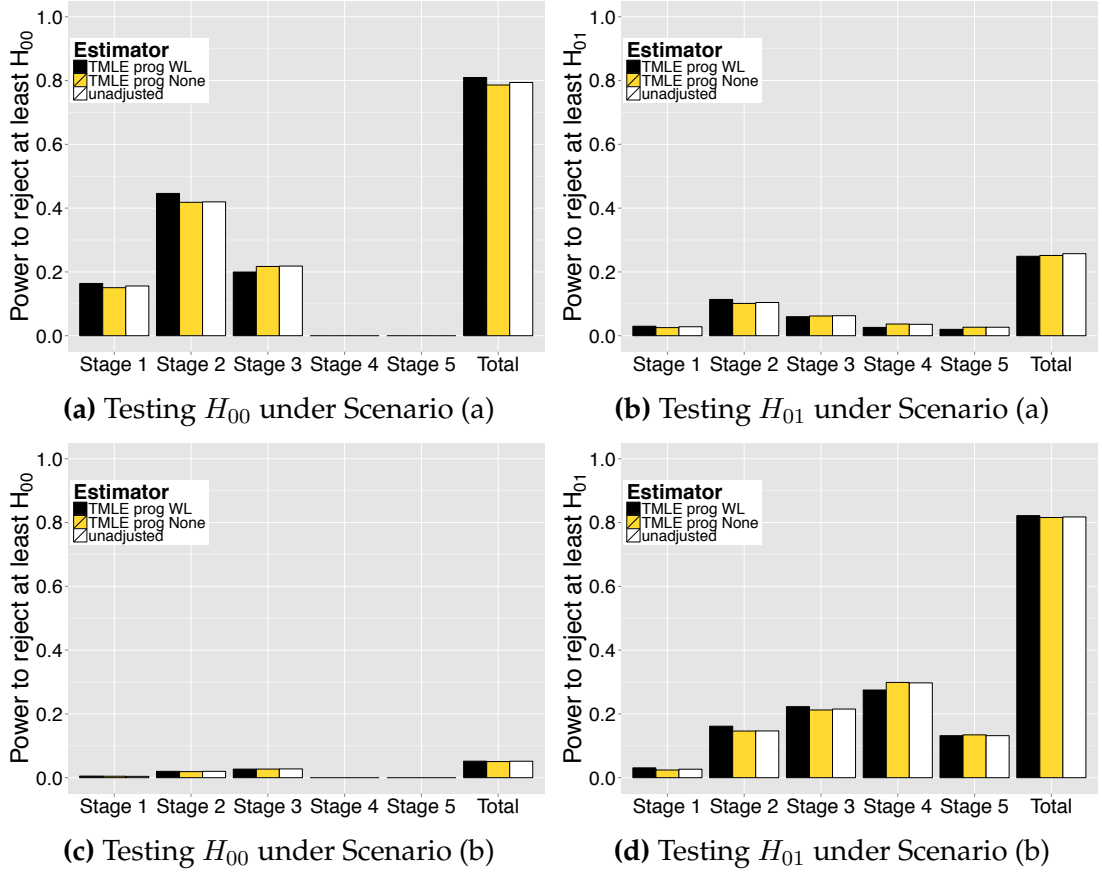 Power to reject at least H00
1.0
0.8
0.6
0.4
0.2
0.0
Estimator
TMLE prog WL
TMLE prog None
unadjusted
Stage 1 Stage 2 Stage 3 Stage 4 Stage 5 Total
(a) Testing H00 under Scenario (a)
Power to reject at least H01
1.0
0.8
0.6
0.4
0.2
0.0
Estimator
TMLE prog WL
TMLE prog None
unadjusted
Stage 1 Stage 2 Stage 3 Stage 4 Stage 5 Total
(b) Testing H01 under Scenario (a)
Power to reject at least H00
1.0
0.8
0.6
0.4
0.2
0.0
Estimator
TMLE prog WL
TMLE prog None
unadjusted
Stage 1 Stage 2 Stage 3 Stage 4 Stage 5 Total
(c) Testing H00 under Scenario (b)
Power to reject at least H01
1.0
0.8
0.6
0.4
0.2
0.0
Estimator
TMLE prog WL
TMLE prog None
unadjusted
Stage 1 Stage 2 Stage 3 Stage 4 Stage 5 Total
(d) Testing H01 under Scenario (b)